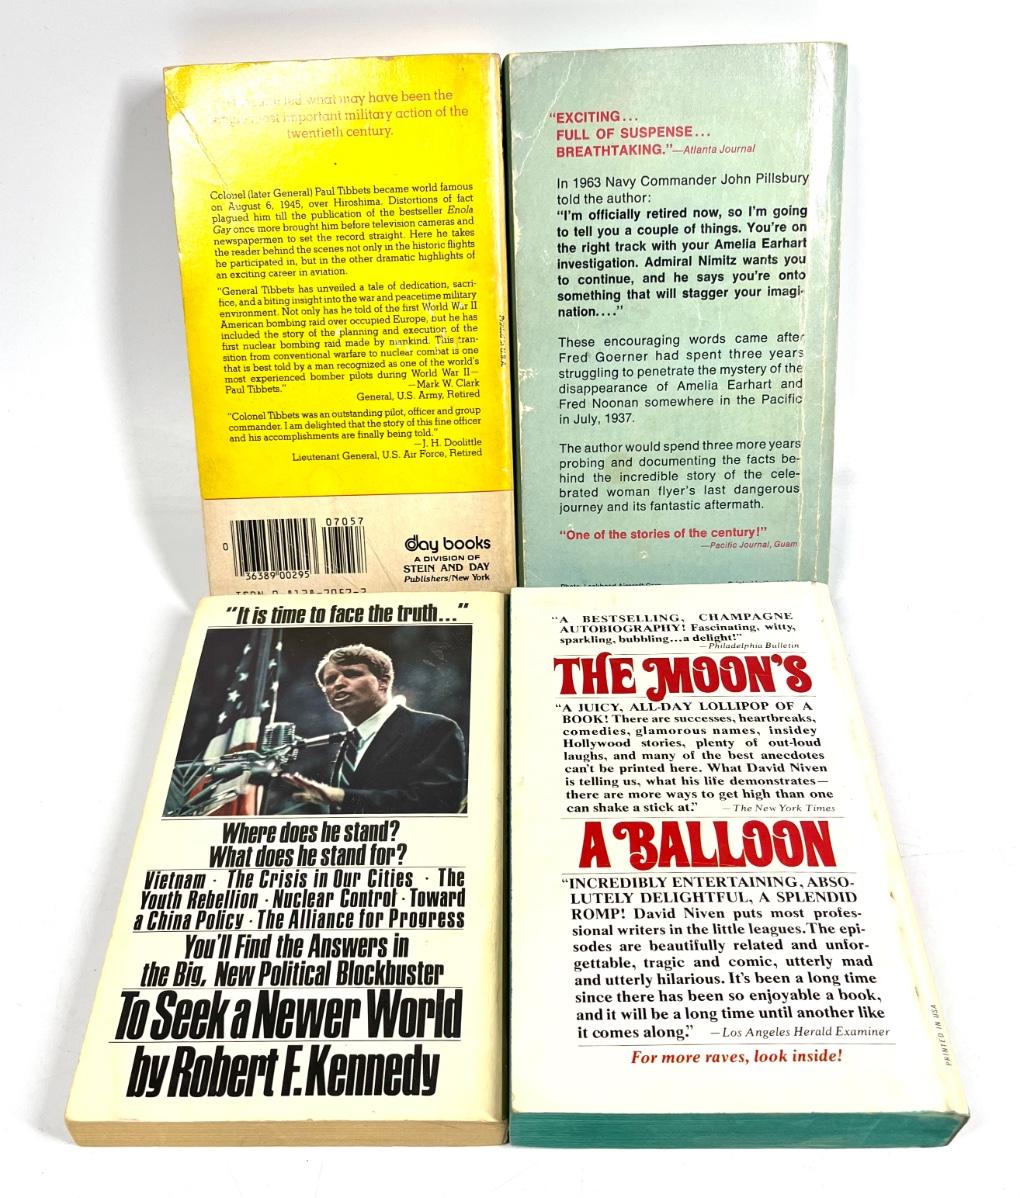 what may have been the
important military action of the
twentieth century.
Colonel (later General) Paul Tibbets became world famous
on August 6, 1945, over Hiroshima. Distortions of fact
plagued him till the publication of the bestseller Enola
Gay once more brought him before television cameras and
newspapermen to set the record straight. Here he takes
the reader behind the scenes not only in the historic flights
he participated in, but in the other dramatic highlights of
an exciting career in aviation.
"General Tibbets has unveiled a tale of dedication, sacri-
fice, and a biting insight into the war and peacetime military
environment. Not only has he told of the first World War II
American bombing raid over occupied Europe, but he has
included the story of the planning and execution of the
first nuclear bombing raid made by mankind. This tran-
sition from conventional warfare to nuclear combat is one
that is best told by a man recognized as one of the world's
most experienced bomber pilots during World War II—
Paul Tibbets."
—Mark W. Clark
General, U.S. Army, Retired
"Colonel Tibbets was an outstanding pilot, officer and group
commander. I am delighted that the story of this fine officer
and his accomplishments are finally being told."
—J. H. Doolittle
Lieutenant General, U.S. Air Force, Retired
07057
0
36389 00295
day books
A DIVISION OF
STEIN AND DAY
Publishers/New York
"EXCITING...
FULL OF SUSPENSE...
BREATHTAKING."—Atlanta Journal
In 1963 Navy Commander John Pillsbury
told the author:
"I'm officially retired now, so I'm going
to tell you a couple of things. You're on
the right track with your Amelia Earhart
investigation. Admiral Nimitz wants you
to continue, and he says you're onto
something that will stagger your imagi-
nation...."
These encouraging words came after
Fred Goerner had spent three years
struggling to penetrate the mystery of the
disappearance of Amelia Earhart and
Fred Noonan somewhere in the Pacific
in July, 1937.
The author would spend three more years
probing and documenting the facts be-
hind the incredible story of the cele-
brated woman flyer's last dangerous
journey and its fantastic aftermath.
"One of the stories of the century!"
—Pacific Journal, Guam
"It is time to face the truth..."
Where does he stand?
What does he stand for?
Vietnam · The Crisis in Our Cities · The
Youth Rebellion · Nuclear Control · Toward
a China Policy · The Alliance for Progress
You'll Find the Answers in
the Big, New Political Blockbuster
To Seek a Newer World
by Robert F. Kennedy
"A BESTSELLING, CHAMPAGNE
AUTOBIOGRAPHY! Fascinating, witty,
sparkling, bubbling...a delight!"
—Philadelphia Bulletin
THE MOON'S
"A JUICY, ALL-DAY LOLLIPOP OF A
BOOK! There are successes, heartbreaks,
comedies, glamorous names, insidey
Hollywood stories, plenty of out-loud
laughs, and many of the best anecdotes
can't be printed here. What David Niven
is telling us, what his life demonstrates—
there are more ways to get high than one
can shake a stick at." —The New York Times
A BALLOON
"INCREDIBLY ENTERTAINING, ABSO-
LUTELY DELIGHTFUL, A SPLENDID
ROMP! David Niven puts most profes-
sional writers in the little leagues. The epi-
sodes are beautifully related and unfor-
gettable, tragic and comic, utterly mad
and utterly hilarious. It's been a long time
since there has been so enjoyable a book,
and it will be a long time until another like
it comes along." —Los Angeles Herald Examiner
For more raves, look inside!
PRINTED IN USA